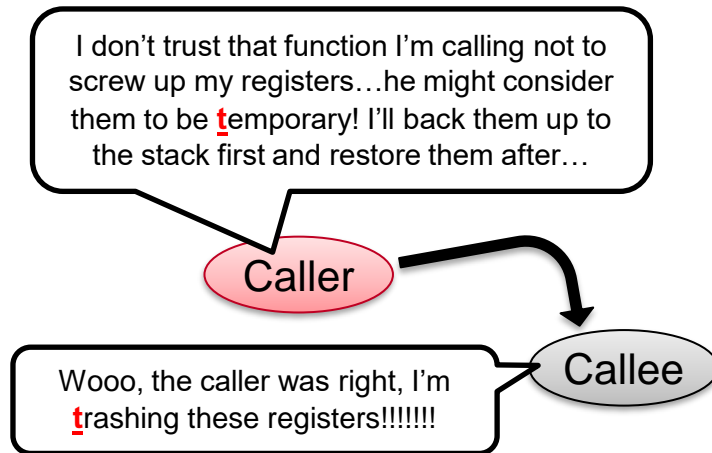 I don’t trust that function I’m calling not to
screw up my registers…he might consider
them to be temporary! I’ll back them up to
the stack first and restore them after…
Caller
Callee
Wooo, the caller was right, I’m
trashing these registers!!!!!!!